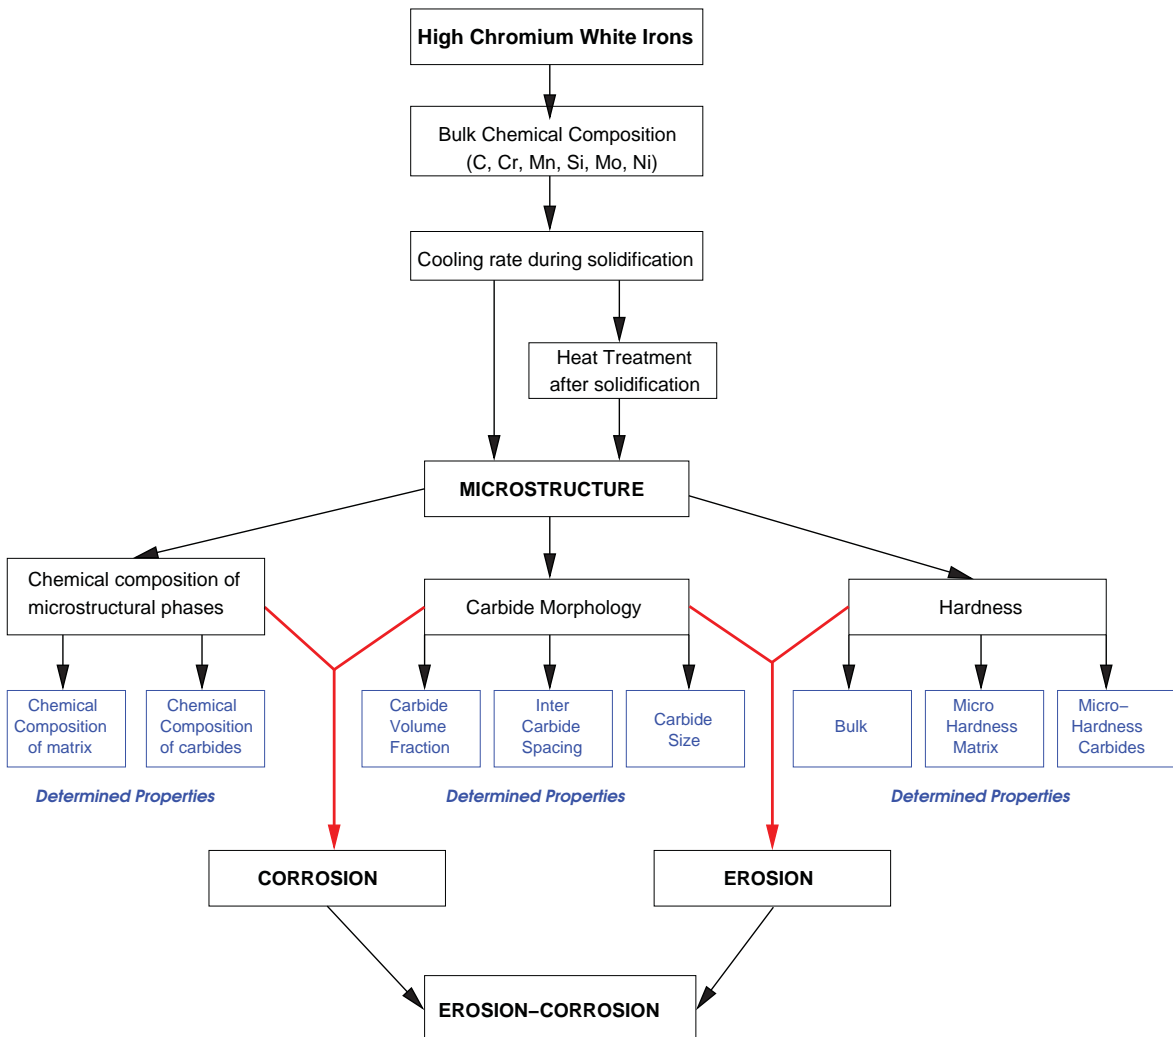 High Chromium White Irons
Bulk Chemical Composition
(C, Cr, Mn, Si, Mo, Ni)
Cooling rate during solidification
Heat Treatment
after solidification
MICROSTRUCTURE
Chemical composition of
microstructural phases
Carbide Morphology
Hardness
Chemical
Composition
of matrix
Chemical
Composition
of carbides
Carbide
Volume
Fraction
Inter
Carbide
Spacing
Carbide
Size
Bulk
Micro
Hardness
Matrix
Micro−
Hardness
Carbides
Determined Properties
Determined Properties
Determined Properties
CORROSION
EROSION
EROSION−CORROSION